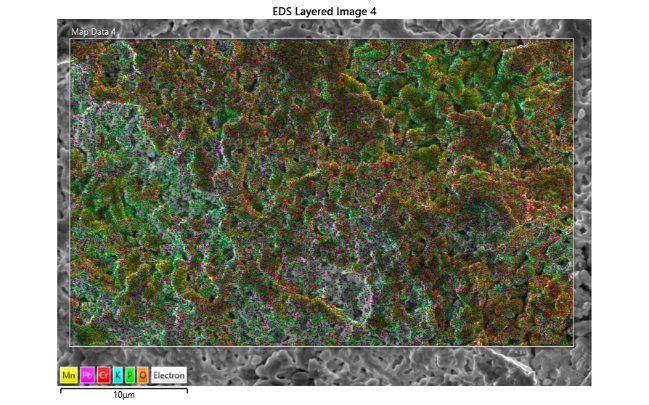 EDS Layered Image 4
Map Data 4
Mn Pb Cr K P O Electron
10µm